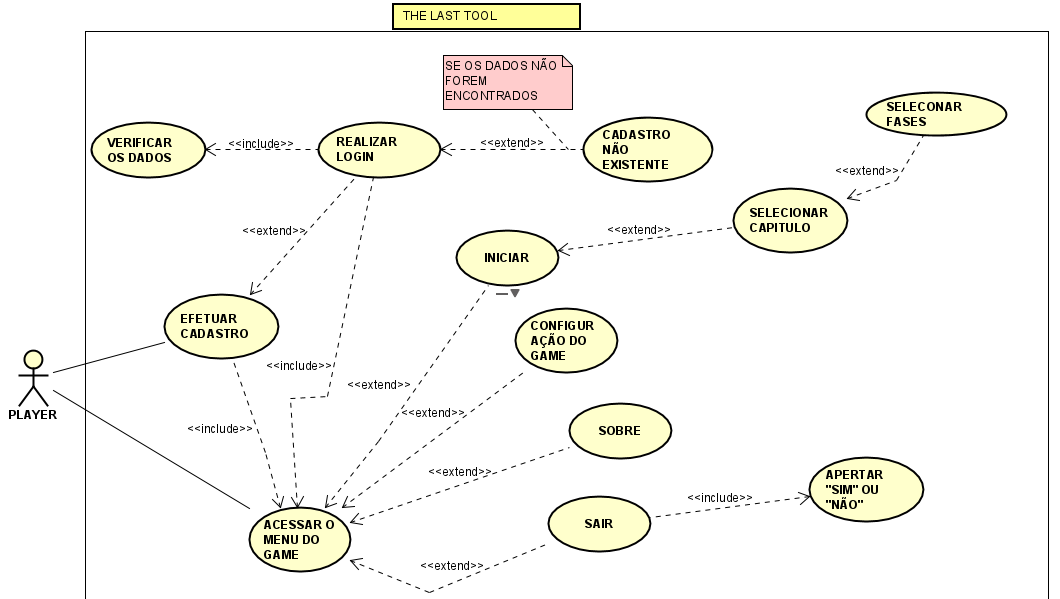 THE LAST TOOL
SE OS DADOS NÃO
FOREM
ENCONTRADOS
SELECONAR
FASES
VERIFICAR
OS DADOS
<<include>>
REALIZAR
LOGIN
<<extend>>
CADASTRO
NÃO
EXISTENTE
<<extend>>
SELECIONAR
CAPITULO
<<extend>>
<<extend>>
INICIAR
EFETUAR
CADASTRO
CONFIGUR
AÇÃO DO
GAME
PLAYER
<<include>>
<<extend>>
<<extend>>
<<include>>
SOBRE
<<extend>>
APERTAR
"SIM" OU
"NÃO"
<<include>>
SAIR
ACESSAR O
MENU DO
GAME
<<extend>>